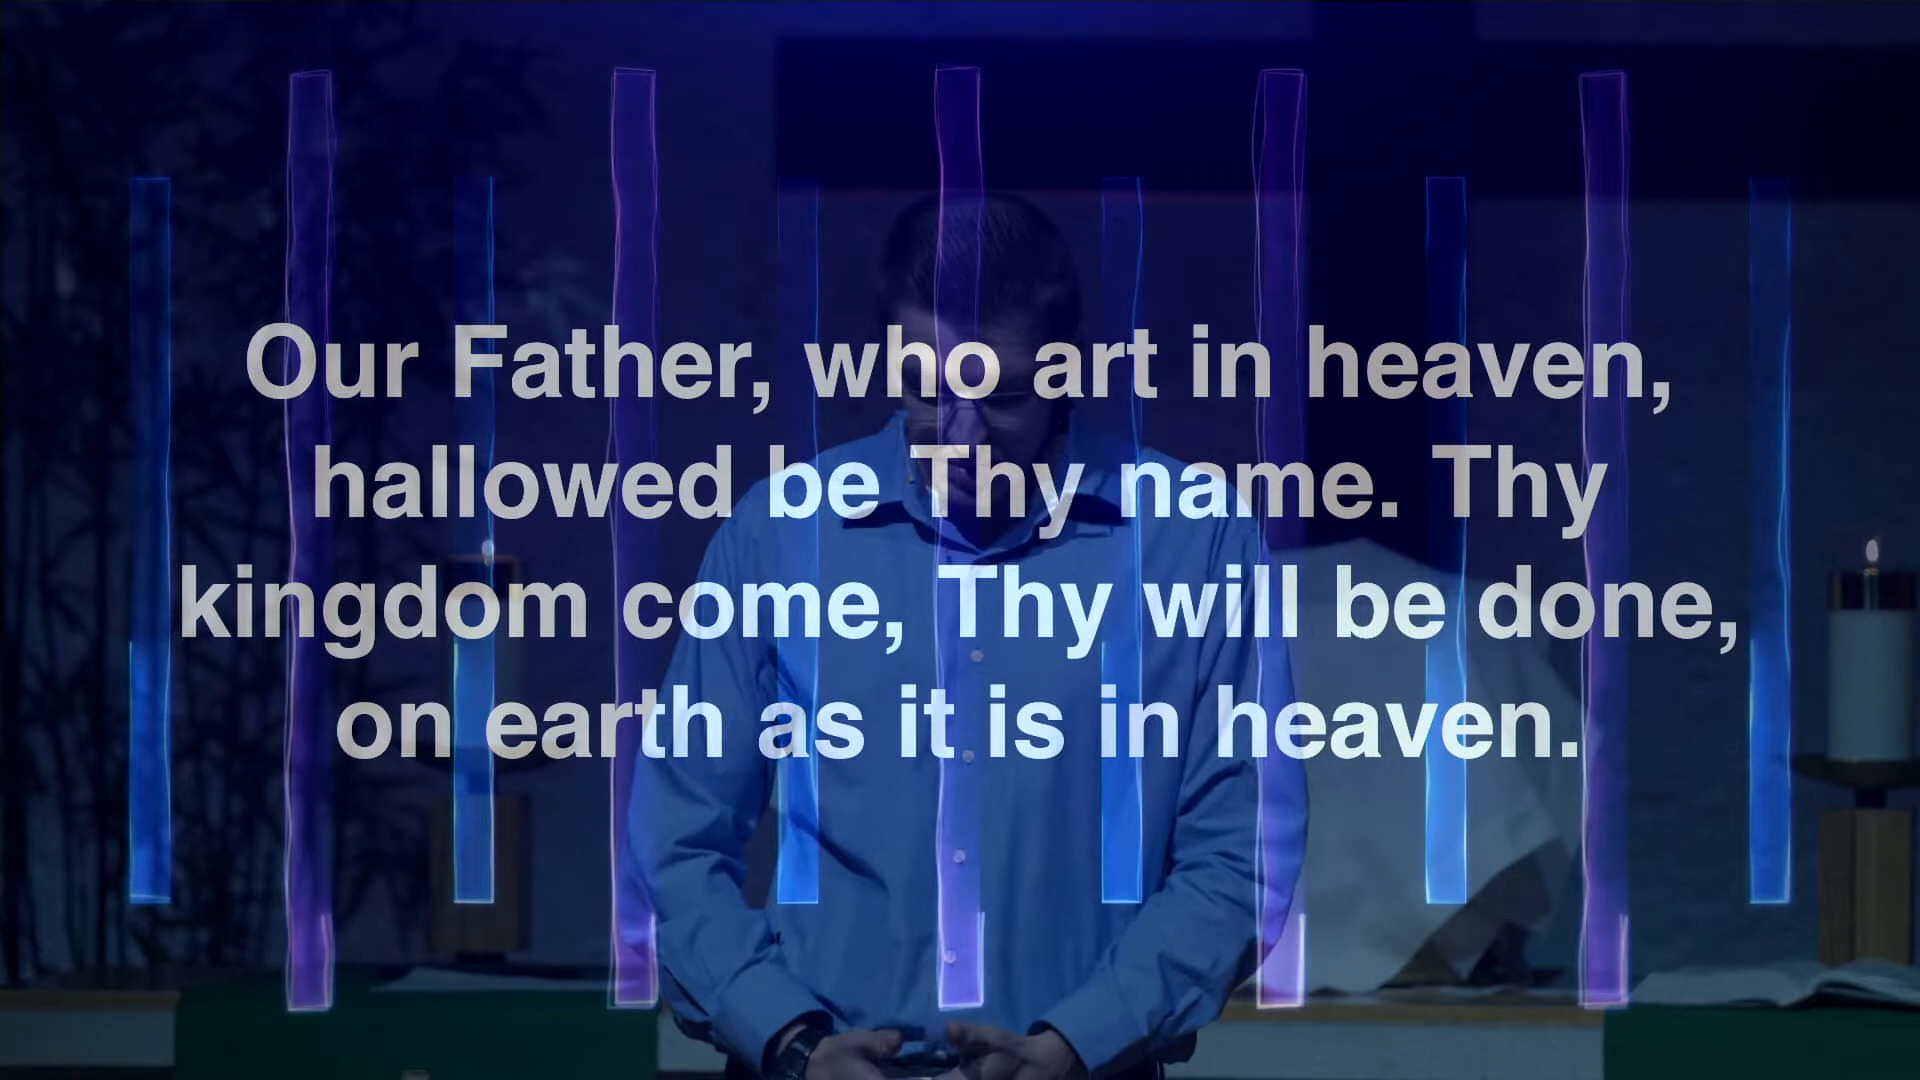 Our Father, who art in heaven,
hallowed be Thy name. Thy
kingdom come, Thy will be done,
on earth as it is in heaven.